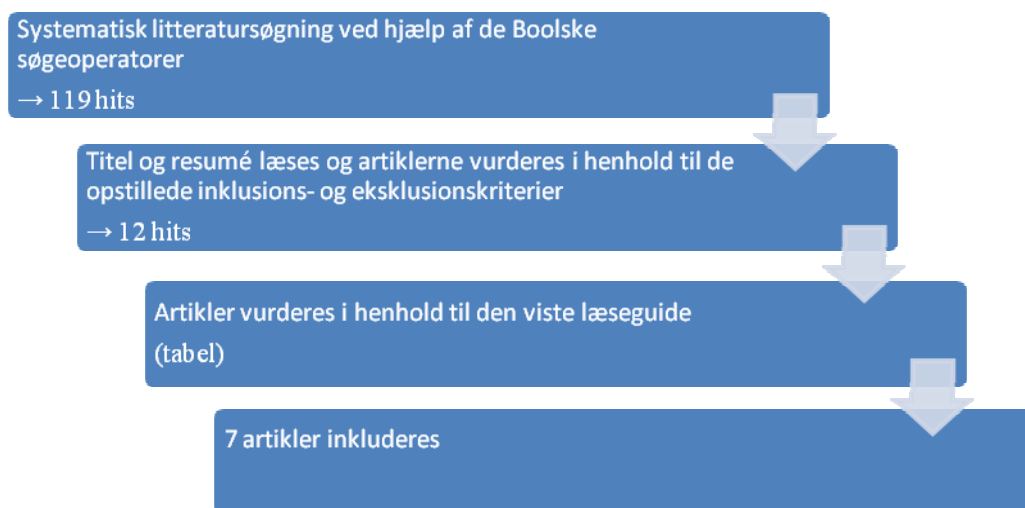 Systematisk litteratursøgning ved hjælp af de Boolske
søgeoperatorer
→ 119 hits
Titel og resumé læses og artiklerne vurderes i henhold til de
opstillede inklusions- og eksklusionskriterier
→ 12 hits
Artikler vurderes i henhold til den viste læseguide
(tabel)
7 artikler inkluderes